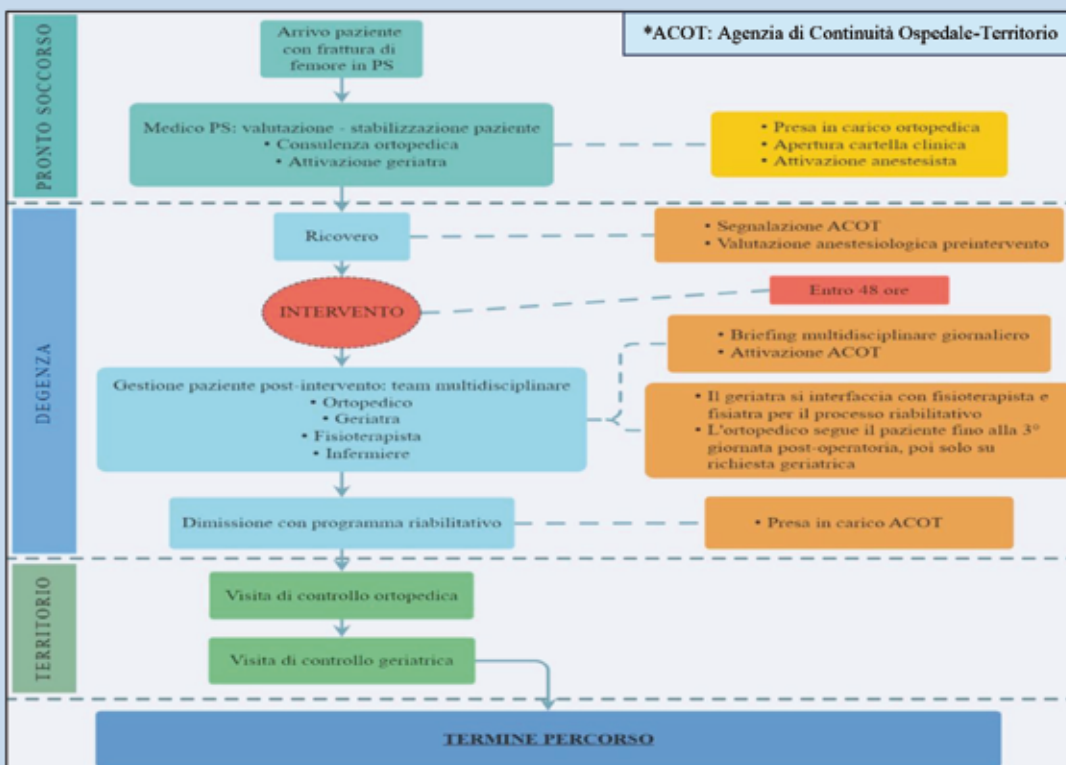 *ACOT: Agenzia di Continuità Ospedale-Territorio
PRONTO SOCCORSO
Arrivo paziente
con frattura di
femore in PS
Medico PS: valutazione - stabilizzazione paziente
• Consulenza ortopedica
• Attivazione geriatra
• Presa in carico ortopedica
• Apertura cartella clinica
• Attivazione anestesista
DEGENZA
Ricovero
• Segnalazione ACOT
• Valutazione anestesiologica preintervento
INTERVENTO
Entro 48 ore
Gestione paziente post-intervento: team multidisciplinare
• Ortopedico
• Geriatra
• Fisioterapista
• Infermiere
• Briefing multidisciplinare giornaliero
• Attivazione ACOT
• Il geriatra si interfaccia con fisioterapista e
fisiatra per il processo riabilitativo
• L'ortopedico segue il paziente fino alla 3°
giornata post-operatoria, poi solo su
richiesta geriatrica
Dimissione con programma riabilitativo
• Presa in carico ACOT
TERRITORIO
Visita di controllo ortopedica
Visita di controllo geriatrica
TERMINE PERCORSO